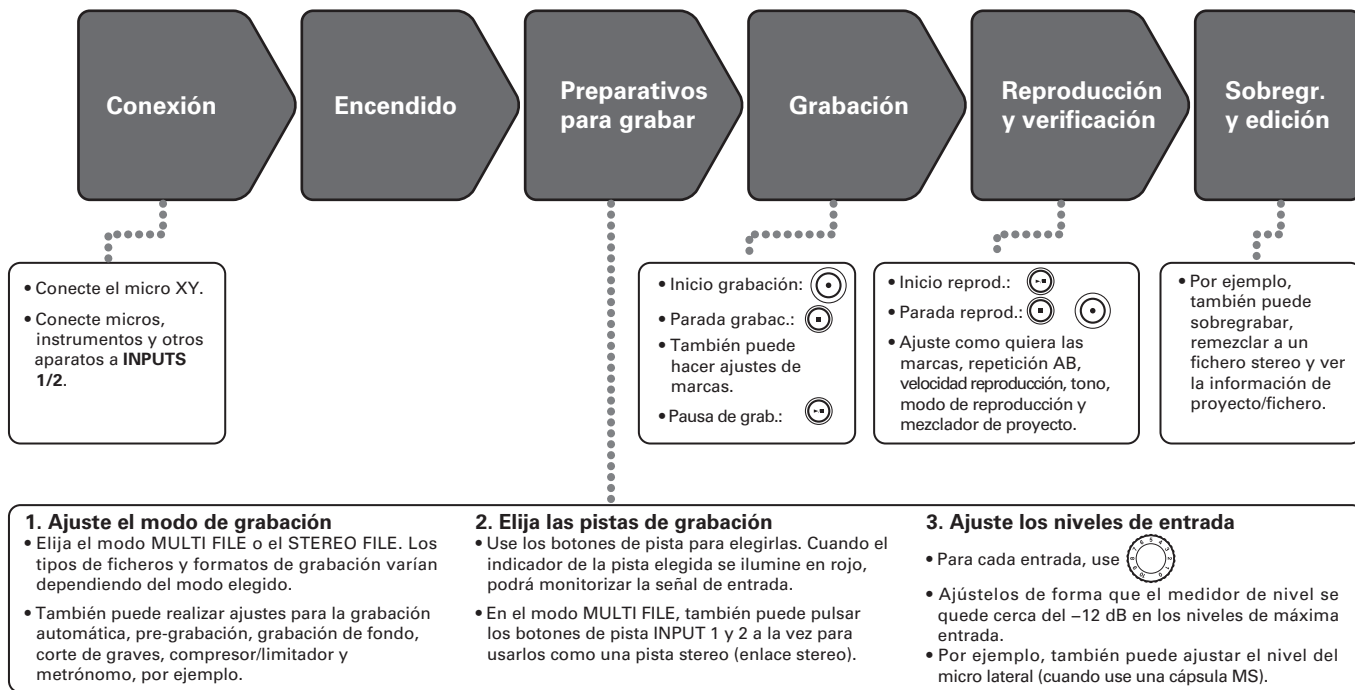 Conexión
Encendido
Preparativos
para grabar
Grabación
Reproducción
y verificación
Sobregr.
y edición
• Conecte el micro XY.
• Conecte micros,
instrumentos y otros
aparatos a INPUTS
1/2.
• Inicio grabación:
• Parada grabac.:
• También puede
hacer ajustes de
marcas.
• Pausa de grab.:
• Inicio reprod.:
• Parada reprod.:
• Ajuste como quiera las
marcas, repetición AB,
velocidad reproducción, tono,
modo de reproducción y
mezclador de proyecto.
• Por ejemplo,
también puede
sobregrabar,
remezclar a un
fichero stereo y ver
la información de
proyecto/fichero.
1. Ajuste el modo de grabación
• Elija el modo MULTI FILE o el STEREO FILE. Los
tipos de ficheros y formatos de grabación varían
dependiendo del modo elegido.
• También puede realizar ajustes para la grabación
automática, pre-grabación, grabación de fondo,
corte de graves, compresor/limitador y
metrónomo, por ejemplo.
2. Elija las pistas de grabación
• Use los botones de pista para elegirlas. Cuando el
indicador de la pista elegida se ilumine en rojo,
podrá monitorizar la señal de entrada.
• En el modo MULTI FILE, también puede pulsar
los botones de pista INPUT 1 y 2 a la vez para
usarlos como una pista stereo (enlace stereo).
3. Ajuste los niveles de entrada
• Para cada entrada, use
• Ajústelos de forma que el medidor de nivel se
quede cerca del –12 dB en los niveles de máxima
entrada.
• Por ejemplo, también puede ajustar el nivel del
micro lateral (cuando use una cápsula MS).